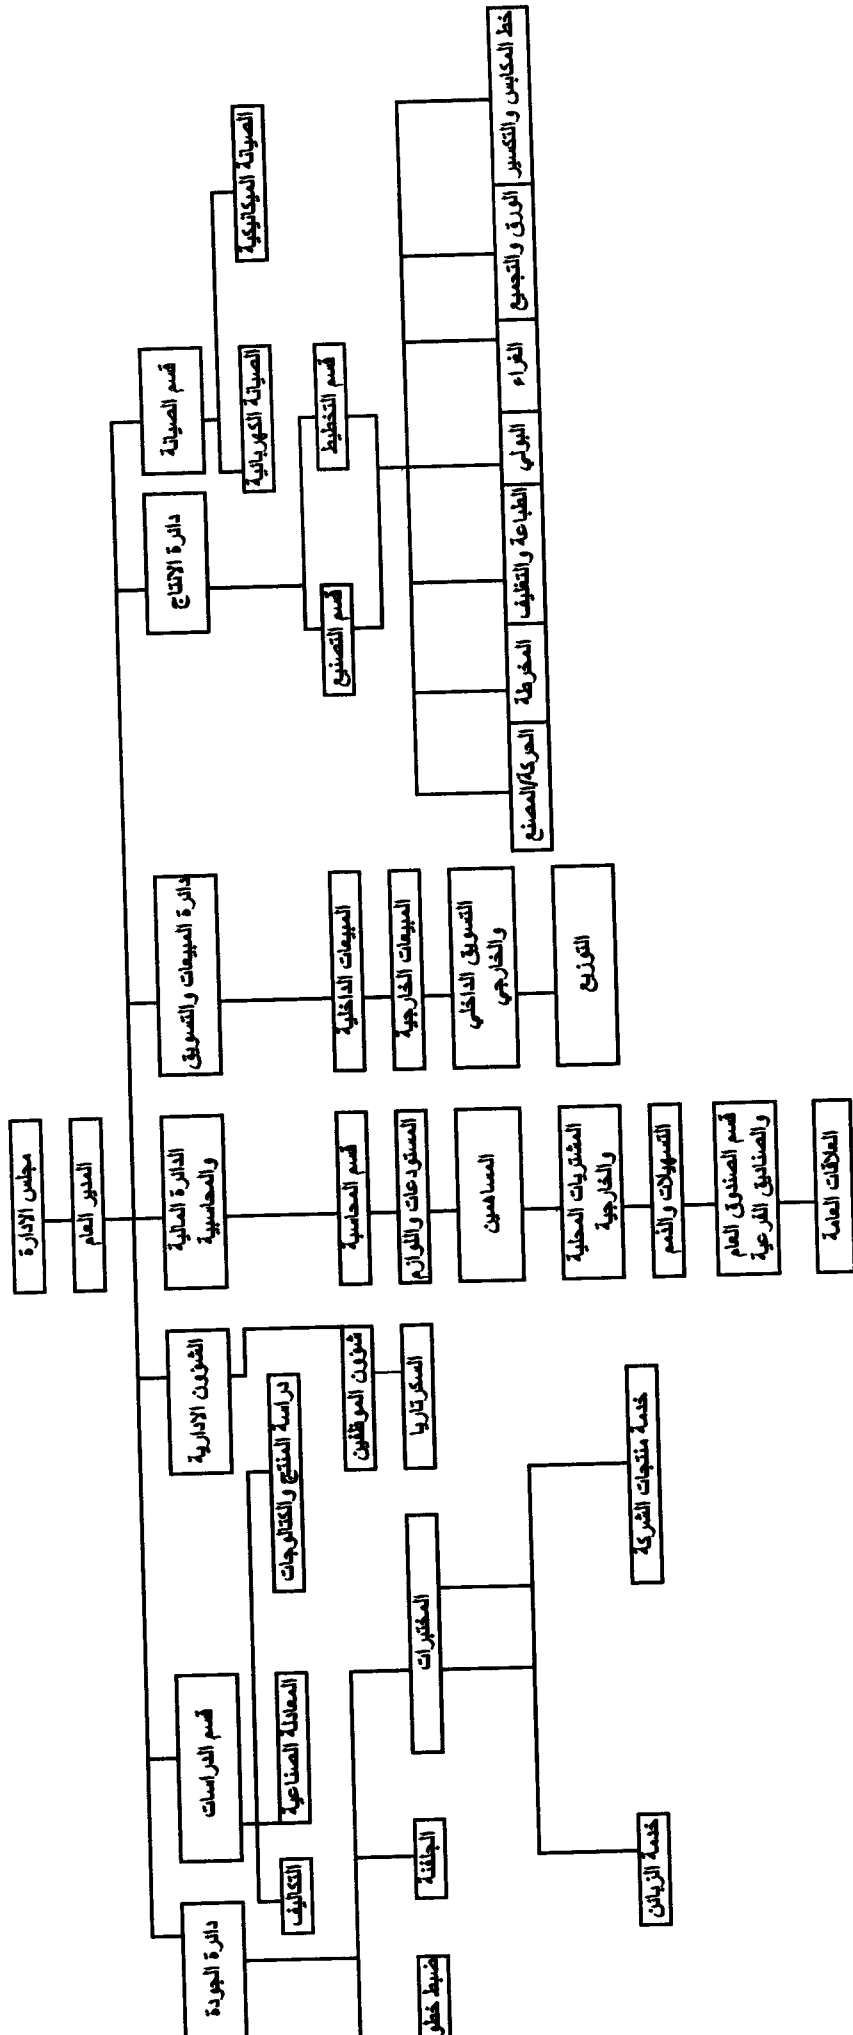 مجلس الادارة
المدير العام
قسم الصيانة
دائرة الانتاج
دائرة المبيعات والتسويق
الدائرة المالية
والمحاسبية
الشؤون الادارية
قسم الدراسات
دائرة الجودة
الصيانة الميكانيكية
الصيانة الكهربائية
قسم التخطيط
قسم التصنيع
خط المكابس والتكسير
الورق والتجميع
الغراء
البولي
الطباعة والتغليف
المخرطة
الحركة/المصنع
المبيعات الداخلية
المبيعات الخارجية
التسويق الداخلي
والخارجي
التوزيع
قسم المحاسبة
المستودعات واللوازم
المساهمين
المشتريات المحلية
والخارجية
التسهيلات والذمم
قسم الصندوق العام
والصناديق الفرعية
العلاقات العامة
شؤون الموظفين
السكرتاريا
دراسة المنتج والكتالوجات
المعادلة الصناعية
التكاليف
المختبرات
الجلفنة
ضبط
خدمة منتجات الشركة
خدمة الزبائن